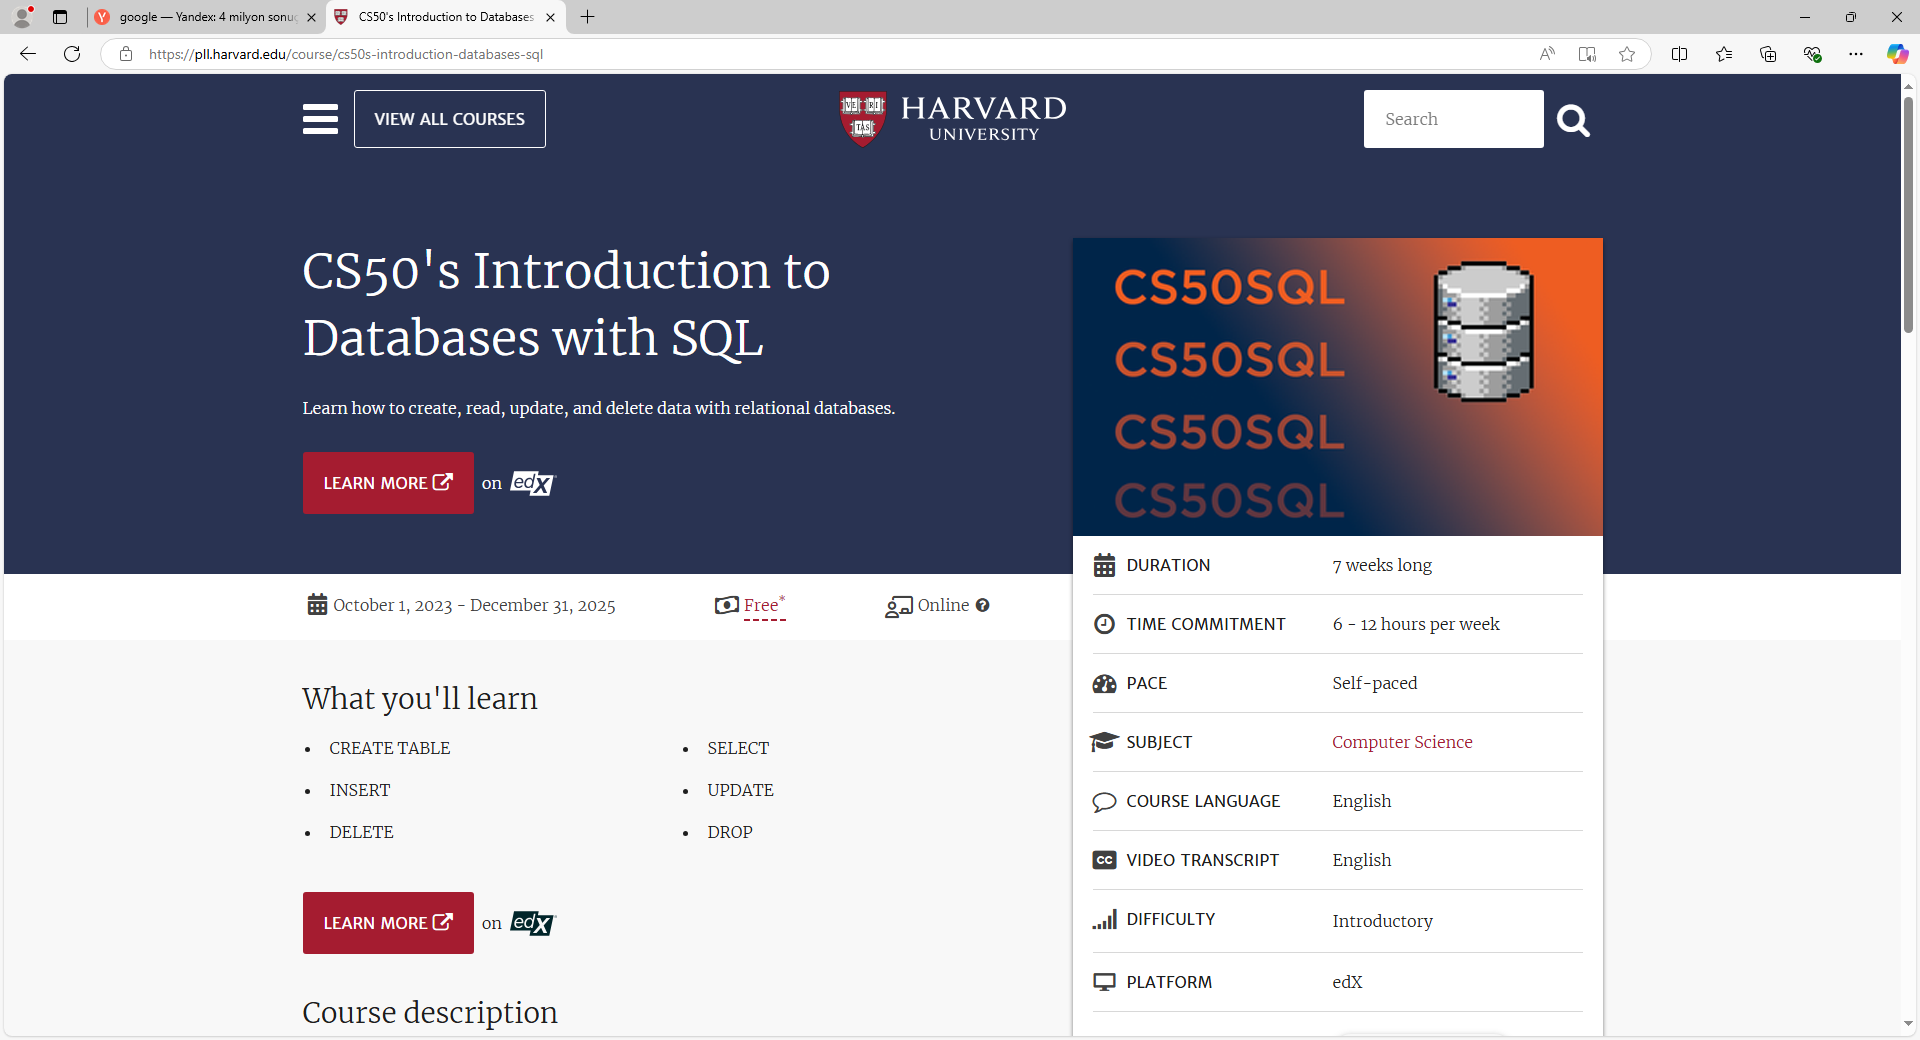 google — Yandex: 4 milyon sonuç
CS50's Introduction to Databases
https://pll.harvard.edu/course/cs50s-introduction-databases-sql
VIEW ALL COURSES
VE RI TAS
HARVARD
UNIVERSITY
Search
CS50's Introduction to
Databases with SQL
Learn how to create, read, update, and delete data with relational databases.
LEARN MORE on edX
CS50SQL
CS50SQL
CS50SQL
CS50SQL
October 1, 2023 - December 31, 2025
Free*
Online
DURATION 7 weeks long
TIME COMMITMENT 6 - 12 hours per week
PACE Self-paced
SUBJECT Computer Science
COURSE LANGUAGE English
CC VIDEO TRANSCRIPT English
DIFFICULTY Introductory
PLATFORM edX
What you'll learn
• CREATE TABLE
• SELECT
• INSERT
• UPDATE
• DELETE
• DROP
LEARN MORE on edX
Course description